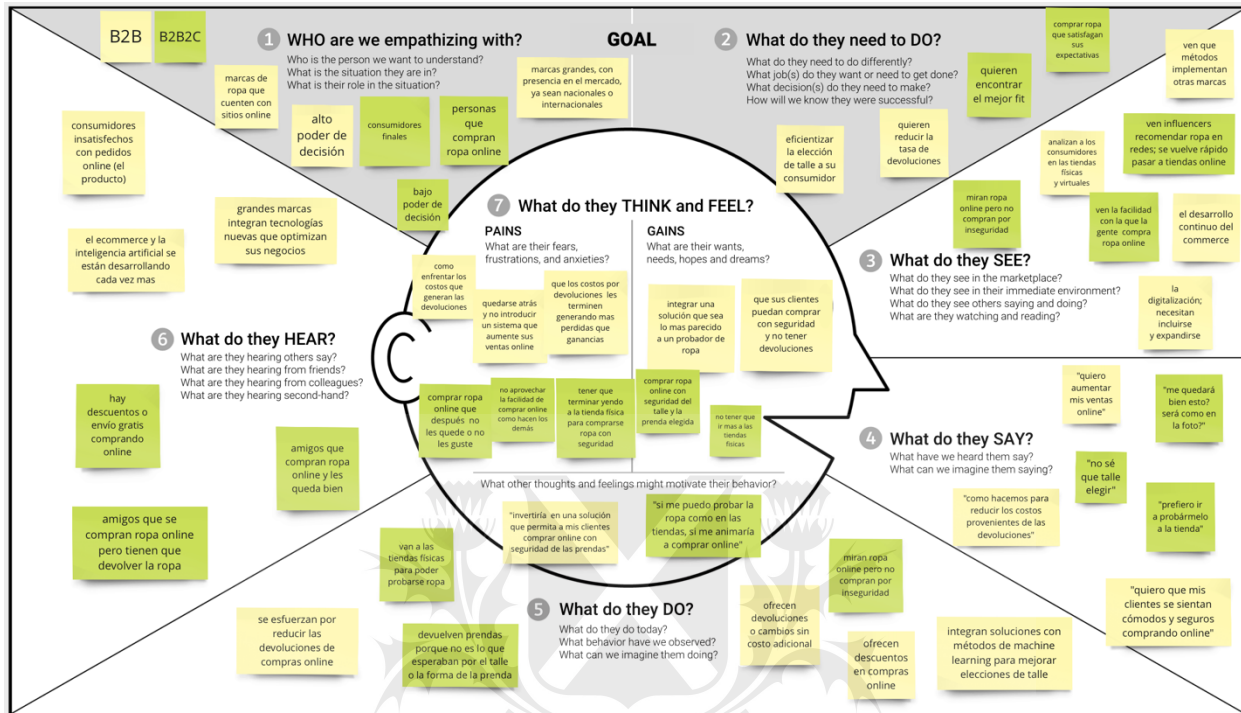 B2B
B2B2C
GOAL
1 WHO are we empathizing with?
Who is the person we want to understand?
What is the situation they are in?
What is their role in the situation?
marcas de
ropa que
cuenten con
sitios online
alto
poder de
decisión
consumidores
finales
personas
que
compran
ropa online
marcas grandes, con
presencia en el mercado,
ya sean nacionales o
internacionales
bajo
poder de
decisión
2 What do they need to DO?
What do they need to do differently?
What job(s) do they want or need to get done?
What decision(s) do they need to make?
How will we know they were successful?
eficientizar
la elección
de talle a su
consumidor
quieren
reducir la
tasa de
devoluciones
quieren
encontrar
el mejor fit
comprar ropa
que satisfagan
sus
expectativas
ven que
métodos
implementan
otras marcas
analizan a los
consumidores
en las tiendas
físicas
y virtuales
ven influencers
recomendar ropa en
redes; se vuelve rápido
pasar a tiendas online
miran ropa
online pero no
compran por
inseguridad
ven la facilidad
con la que la
gente compra
ropa online
el desarrollo
continuo del
commerce
3 What do they SEE?
What do they see in the marketplace?
What do they see in their immediate environment?
What do they see others saying and doing?
What are they watching and reading?
la
digitalización;
necesitan
incluirse
y expandirse
4 What do they SAY?
What have we heard them say?
What can we imagine them saying?
"quiero
aumentar
mis ventas
online"
"me quedará
bien esto?
será como en
la foto?"
"no sé
que talle
elegir"
"como hacemos para
reducir los costos
provenientes de las
devoluciones"
"prefiero ir
a probármelo
a la tienda"
"quiero que mis
clientes se sientan
cómodos y seguros
comprando online"
5 What do they DO?
What do they do today?
What behavior have we observed?
What can we imagine them doing?
van a las
tiendas físicas
para poder
probarse ropa
se esfuerzan por
reducir las
devoluciones de
compras online
devuelven prendas
porque no es lo que
esperaban por el talle
o la forma de la prenda
ofrecen
devoluciones
o cambios sin
costo adicional
miran ropa
online pero no
compran por
inseguridad
ofrecen
descuentos
en compras
online
integran soluciones con
métodos de machine
learning para mejorar
elecciones de talle
6 What do they HEAR?
What are they hearing others say?
What are they hearing from friends?
What are they hearing from colleagues?
What are they hearing second-hand?
consumidores
insatisfechos
con pedidos
online (el
producto)
grandes marcas
integran tecnologías
nuevas que optimizan
sus negocios
el ecommerce y la
inteligencia artificial se
están desarrollando
cada vez mas
hay
descuentos o
envío gratis
comprando
online
amigos que
compran ropa
online y les
queda bien
amigos que se
compran ropa online
pero tienen que
devolver la ropa
7 What do they THINK and FEEL?
PAINS
What are their fears,
frustrations, and anxieties?
como
enfrentar los
costos que
generan las
devoluciones
quedarse atrás
y no introducir
un sistema que
aumente sus
ventas online
que los costos por
devoluciones les
terminen
generando mas
perdidas que
ganancias
comprar ropa
online que
después no
les quede o no
les guste
no aprovechar
la facilidad de
comprar online
como hacen los
demás
tener que
terminar yendo
a la tienda física
para comprarse
ropa con
seguridad
GAINS
What are their wants,
needs, hopes and dreams?
integrar una
solución que sea
lo mas parecido
a un probador de
ropa
que sus clientes
puedan comprar
con seguridad
y no tener
devoluciones
comprar ropa
online con
seguridad del
talle y la
prenda elegida
no tener que
ir mas a las
tiendas
físicas
What other thoughts and feelings might motivate their behavior?
"invertiría en una solución
que permita a mis clientes
comprar online con
seguridad de las prendas"
"si me puedo probar la
ropa como en las
tiendas, si me animaría
a comprar online"